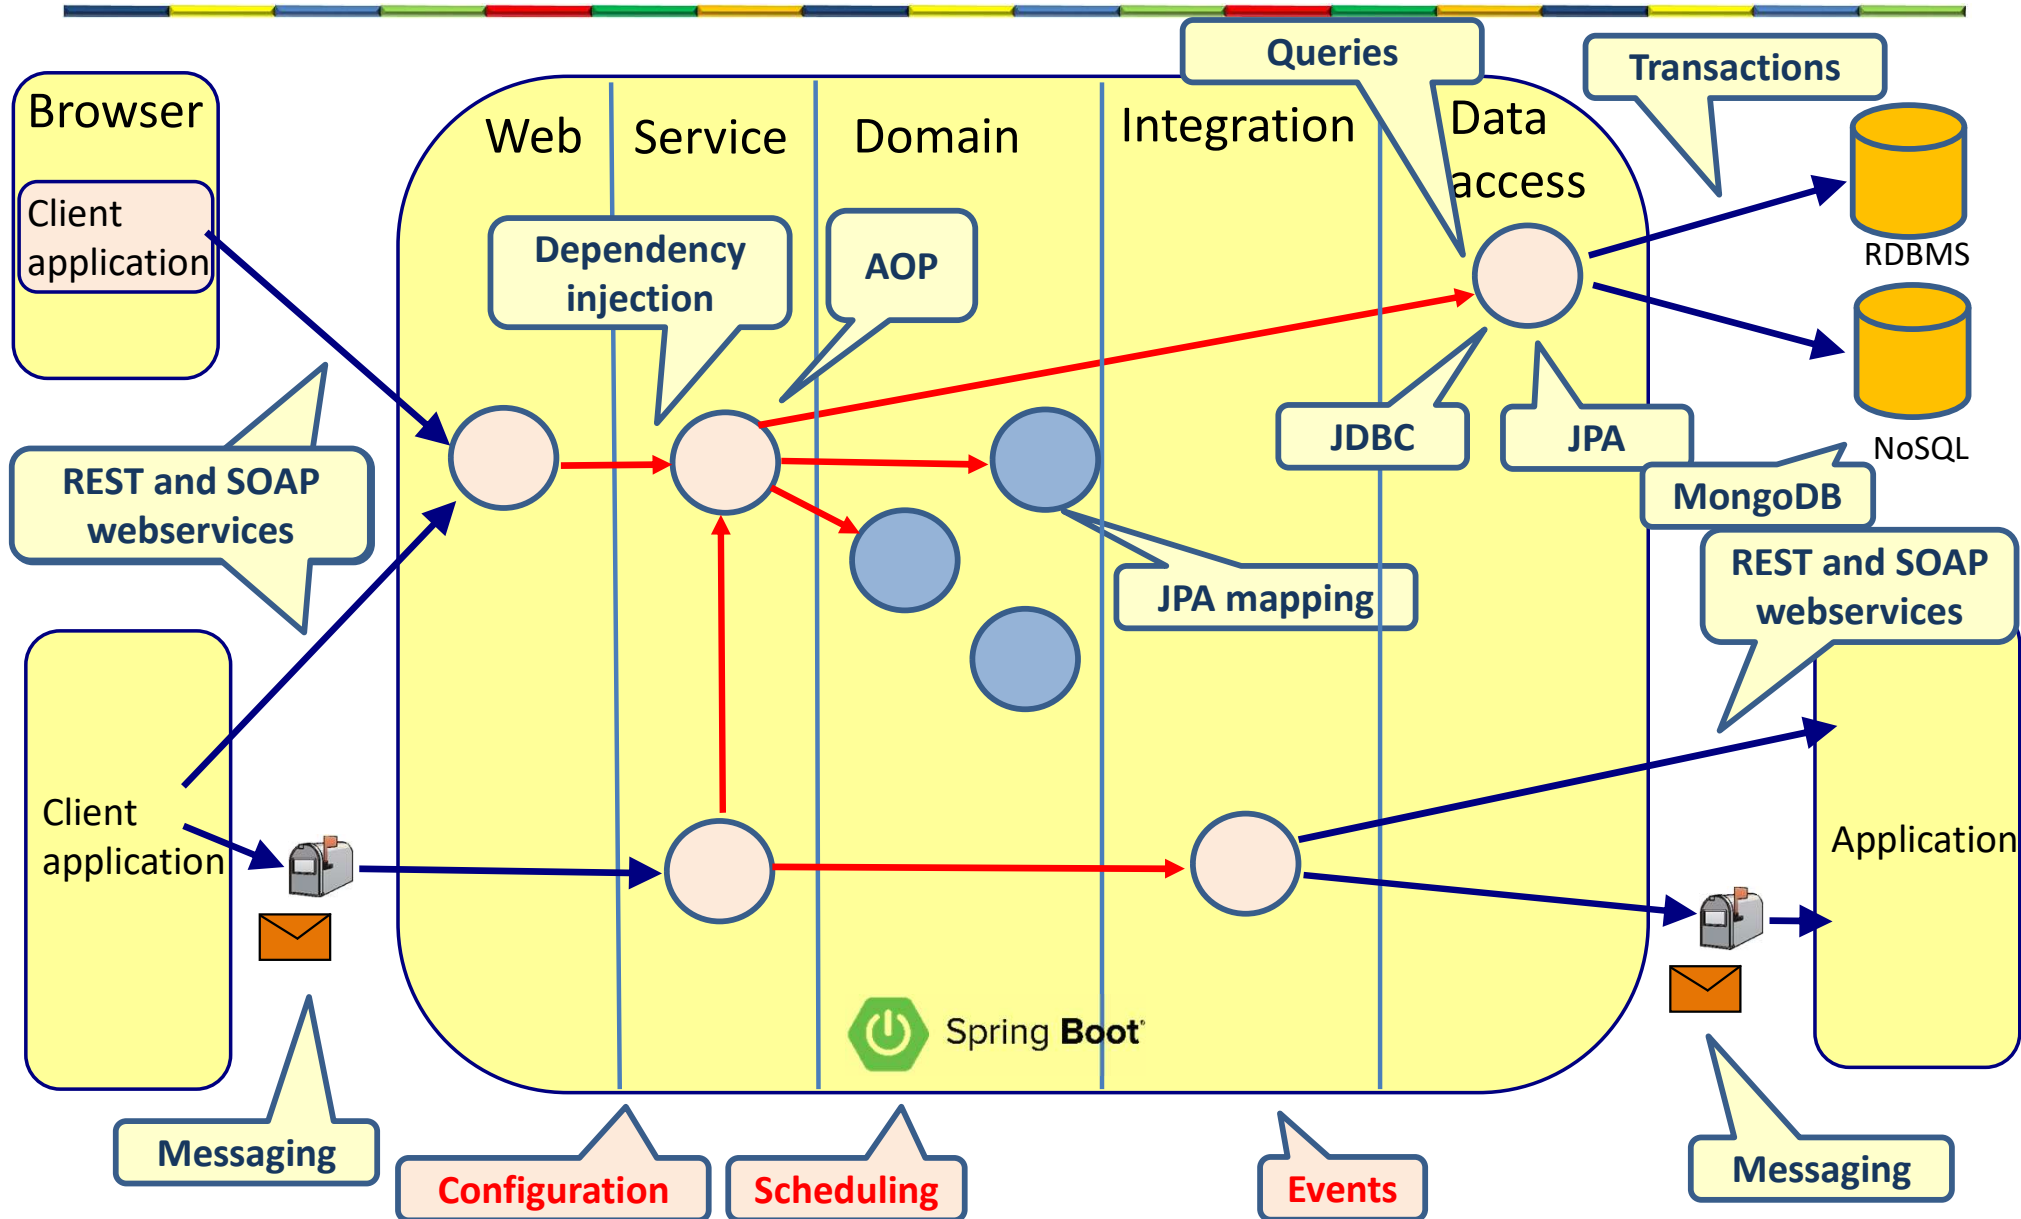 Browser
Client
application
Web
Service
Domain
Integration
Data
access
Queries
Transactions
RDBMS
NoSQL
Dependency
injection
AOP
JDBC
JPA
MongoDB
REST and SOAP
webservices
JPA mapping
REST and SOAP
webservices
Client
application
Application
Spring Boot
Messaging
Configuration
Scheduling
Events
Messaging